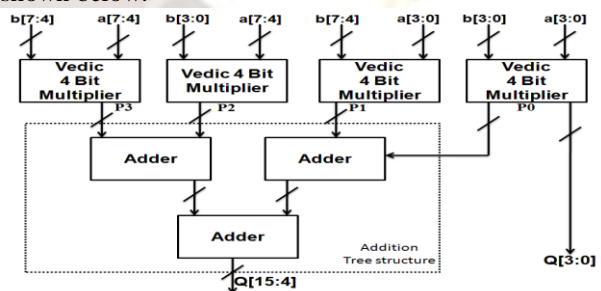 shown below.
b[7:4] a[7:4] b[3:0] a[7:4] b[7:4] a[3:0] b[3:0] a[3:0]
Vedic 4 Bit Multiplier
Vedic 4 Bit Multiplier
Vedic 4 Bit Multiplier
Vedic 4 Bit Multiplier
P3 P2 P1 P0
Adder Adder
Adder
Addition
Tree structure
Q[3:0]
Q[15:4]